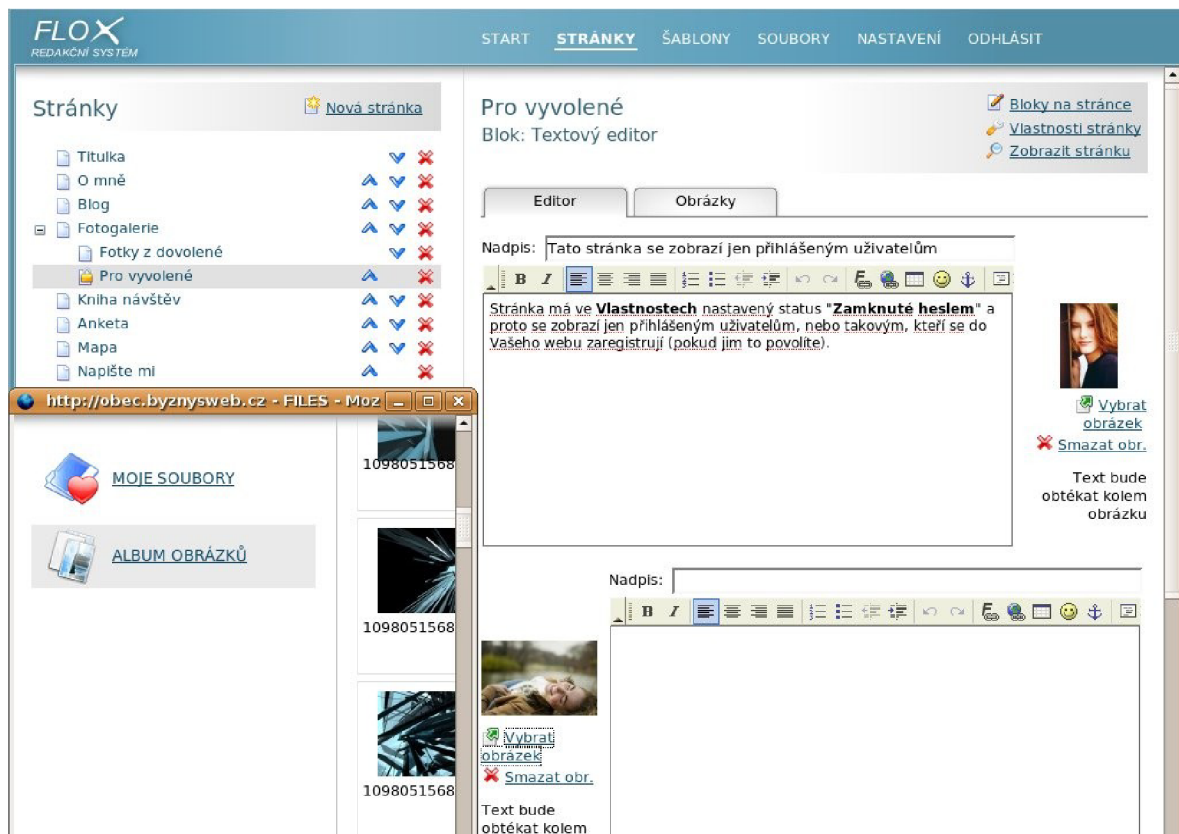 FLOX
REDAKČNÍ SYSTÉM
START STRÁNKY ŠABLONY SOUBORY NASTAVENÍ ODHLÁSIT
Stránky
Nová stránka
Titulka
O mně
Blog
Fotogalerie
Fotky z dovolené
Pro vyvolené
Kniha návštěv
Anketa
Mapa
Napište mi
Pro vyvolené
Blok: Textový editor
Bloky na stránce
Vlastnosti stránky
Zobrazit stránku
Editor Obrázky
Nadpis: Tato stránka se zobrazí jen přihlášeným uživatelům
B I
Stránka má ve Vlastnostech nastavený status "Zamknuté heslem" a
proto se zobrazí jen přihlášeným uživatelům, nebo takovým, kteří se do
Vašeho webu zaregistrují (pokud jim to povolíte).
Vybrat
obrázek
Smazat obr.
Text bude
obtékat kolem
obrázku
http://obec.byznysweb.cz - FILES - Moz
MOJE SOUBORY
ALBUM OBRÁZKŮ
1098051568
1098051568
1098051568
Nadpis:
B I
Vybrat
obrázek
Smazat obr.
Text bude
obtékat kolem